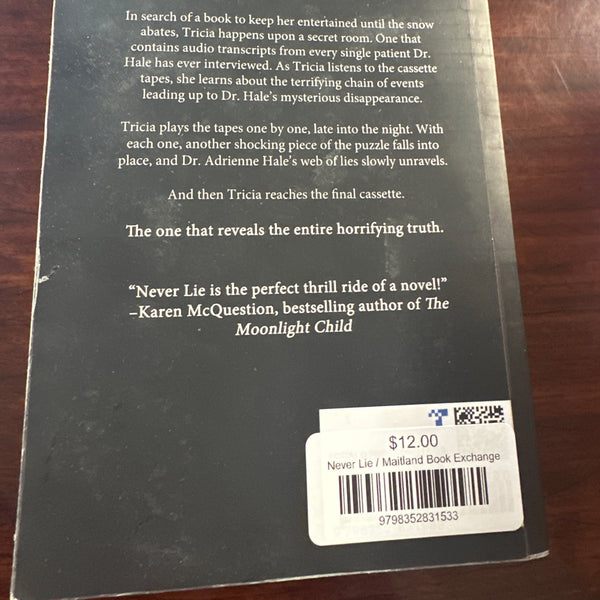 In search of a book to keep her entertained until the snow
abates, Tricia happens upon a secret room. One that
contains audio transcripts from every single patient Dr.
Hale has ever interviewed. As Tricia listens to the cassette
tapes, she learns about the terrifying chain of events
leading up to Dr. Hale's mysterious disappearance.
Tricia plays the tapes one by one, late into the night. With
each one, another shocking piece of the puzzle falls into
place, and Dr. Adrienne Hale's web of lies slowly unravels.
And then Tricia reaches the final cassette.
The one that reveals the entire horrifying truth.
“Never Lie is the perfect thrill ride of a novel!”
–Karen McQuestion, bestselling author of The
Moonlight Child
$12.00
Never Lie / Maitland Book Exchange
9798352831533